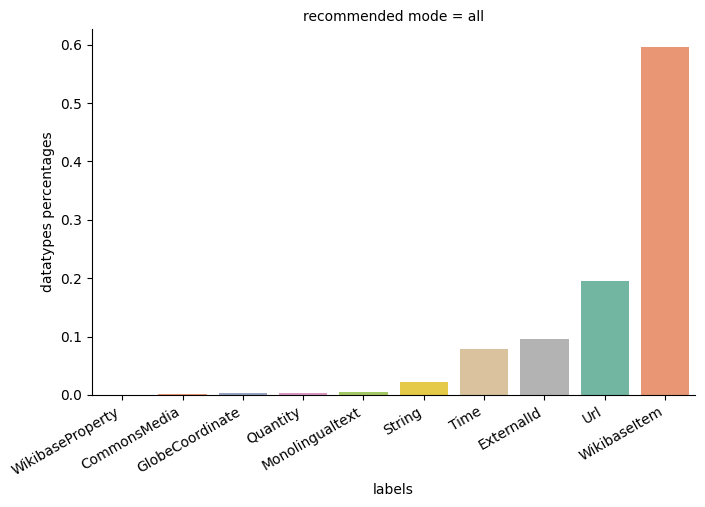 recommended mode = all
0.6
0.5
0.4
0.3
0.2
0.1
0.0
datatypes percentages
WikibaseProperty
CommonsMedia
GlobeCoordinate
Quantity
Monolingualtext
String
Time
ExternalId
Url
WikibaseItem
labels